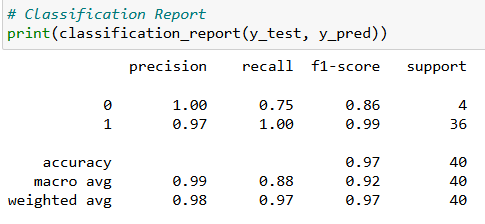 # Classification Report
print(classification_report(y_test, y_pred))
precision recall f1-score support
0 1.00 0.75 0.86 4
1 0.97 1.00 0.99 36
accuracy 0.97 40
macro avg 0.99 0.88 0.92 40
weighted avg 0.98 0.97 0.97 40